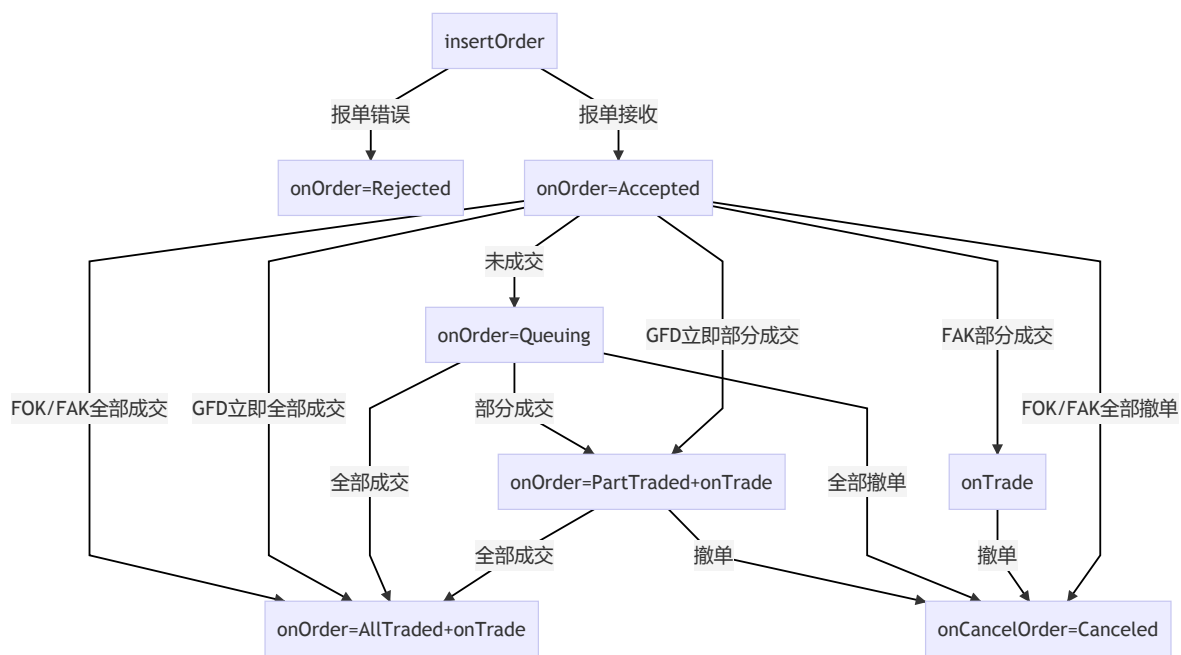 insertOrder
报单错误
报单接收
onOrder=Rejected
onOrder=Accepted
未成交
onOrder=Queuing
GFD立即部分成交
FAK部分成交
FOK/FAK全部成交
GFD立即全部成交
部分成交
FOK/FAK全部撤单
全部成交
onOrder=PartTraded+onTrade
全部撤单
onTrade
全部成交
撤单
撤单
onOrder=AllTraded+onTrade
onCancelOrder=Canceled